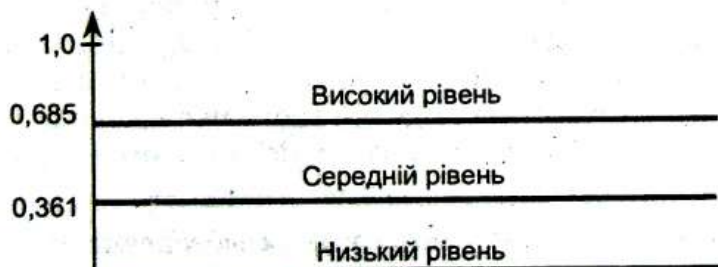 1,0
Високий рівень
0,685
Середній рівень
0,361
Низький рівень